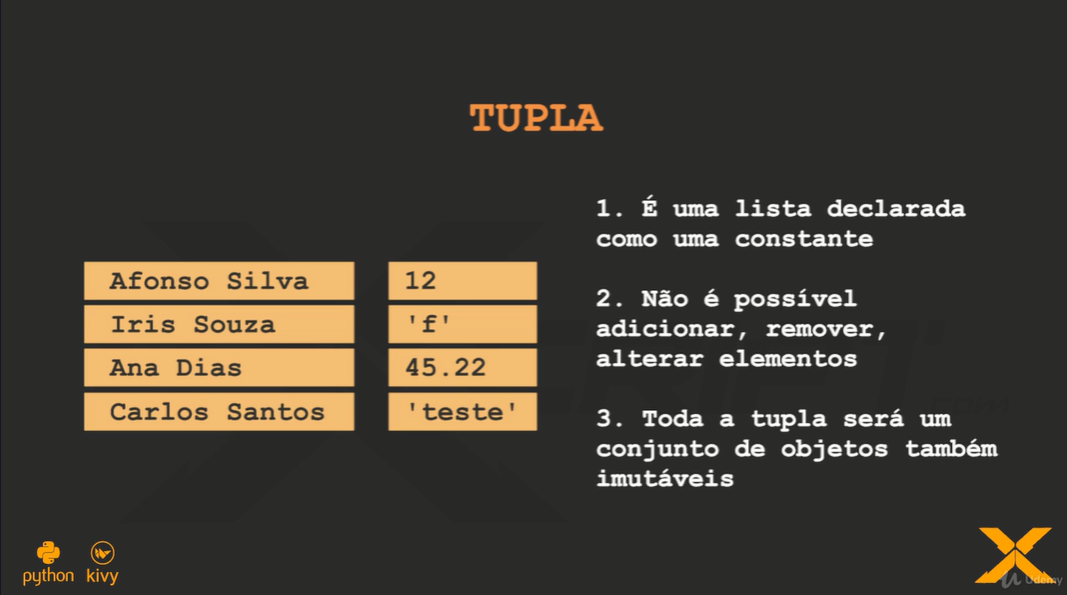 TUPLA
Afonso Silva
Iris Souza
Ana Dias
Carlos Santos
12
'f'
45.22
'teste'
1. É uma lista declarada
como uma constante
2. Não é possível
adicionar, remover,
alterar elementos
3. Toda a tupla será um
conjunto de objetos também
imutáveis
python
kivy
Udemy